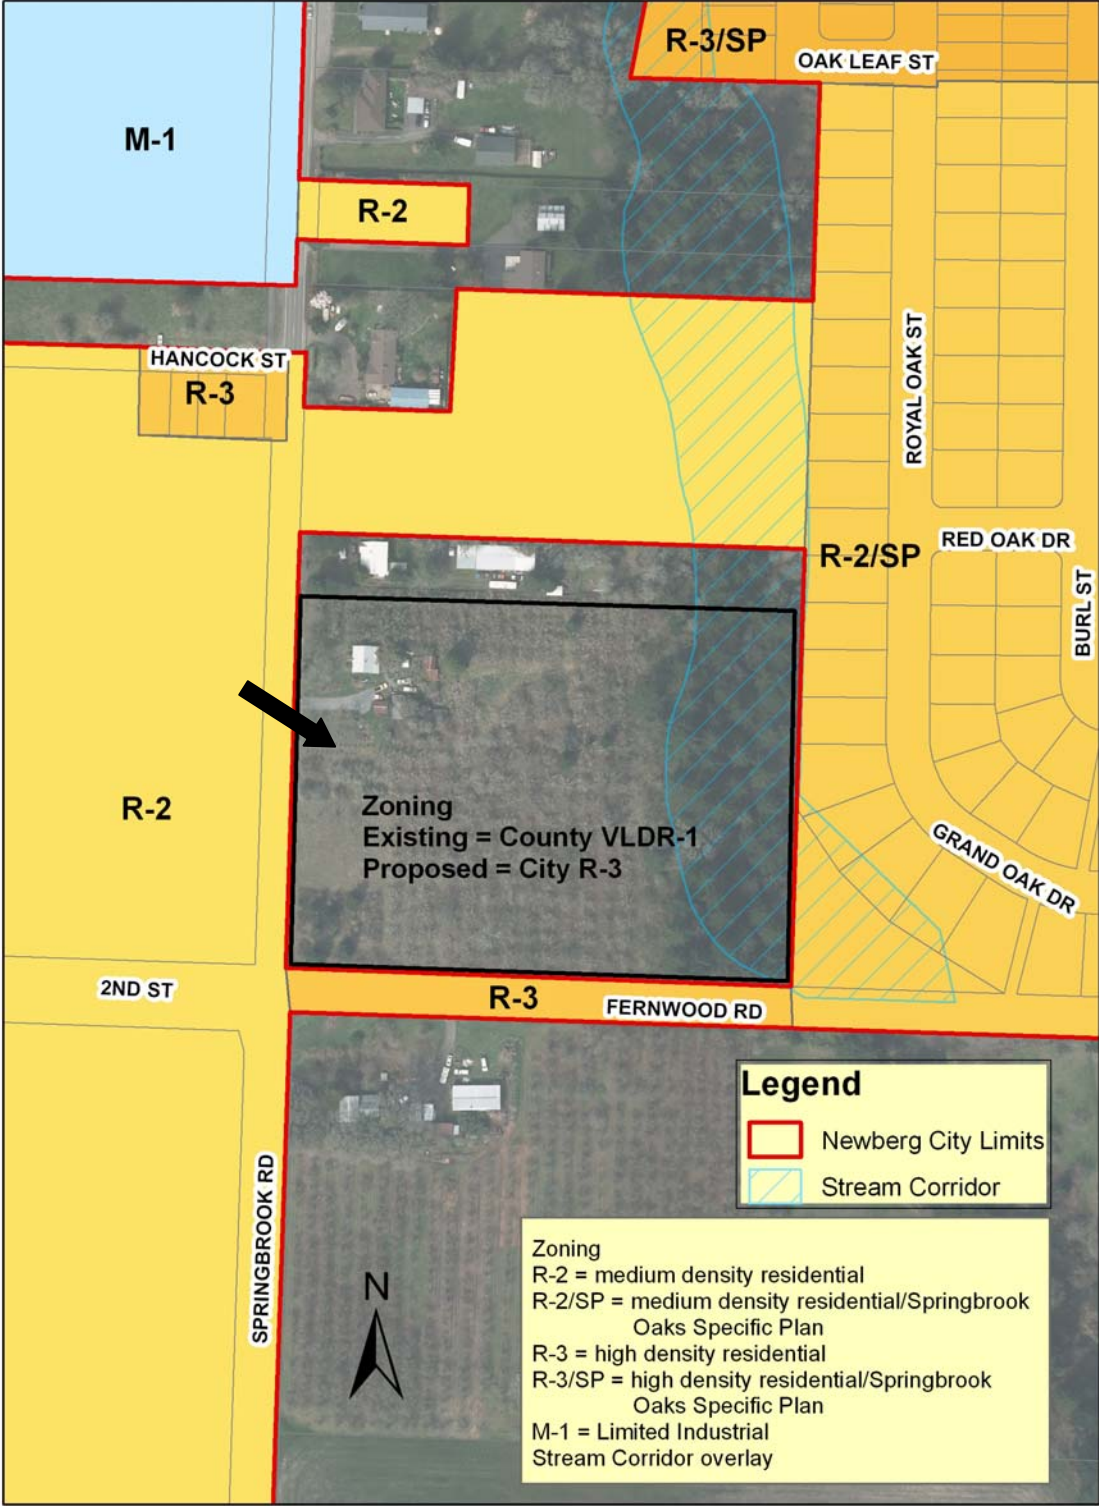 R-3/SP
OAK LEAF ST
M-1
R-2
HANCOCK ST
R-3
ROYAL OAK ST
RED OAK DR
R-2/SP
BURL ST
R-2
Zoning
Existing = County VLDR-1
Proposed = City R-3
GRAND OAK DR
2ND ST
R-3
FERNWOOD RD
SPRINGBROOK RD
N
Legend
Newberg City Limits
Stream Corridor
Zoning
R-2 = medium density residential
R-2/SP = medium density residential/Springbrook
Oaks Specific Plan
R-3 = high density residential
R-3/SP = high density residential/Springbrook
Oaks Specific Plan
M-1 = Limited Industrial
Stream Corridor overlay